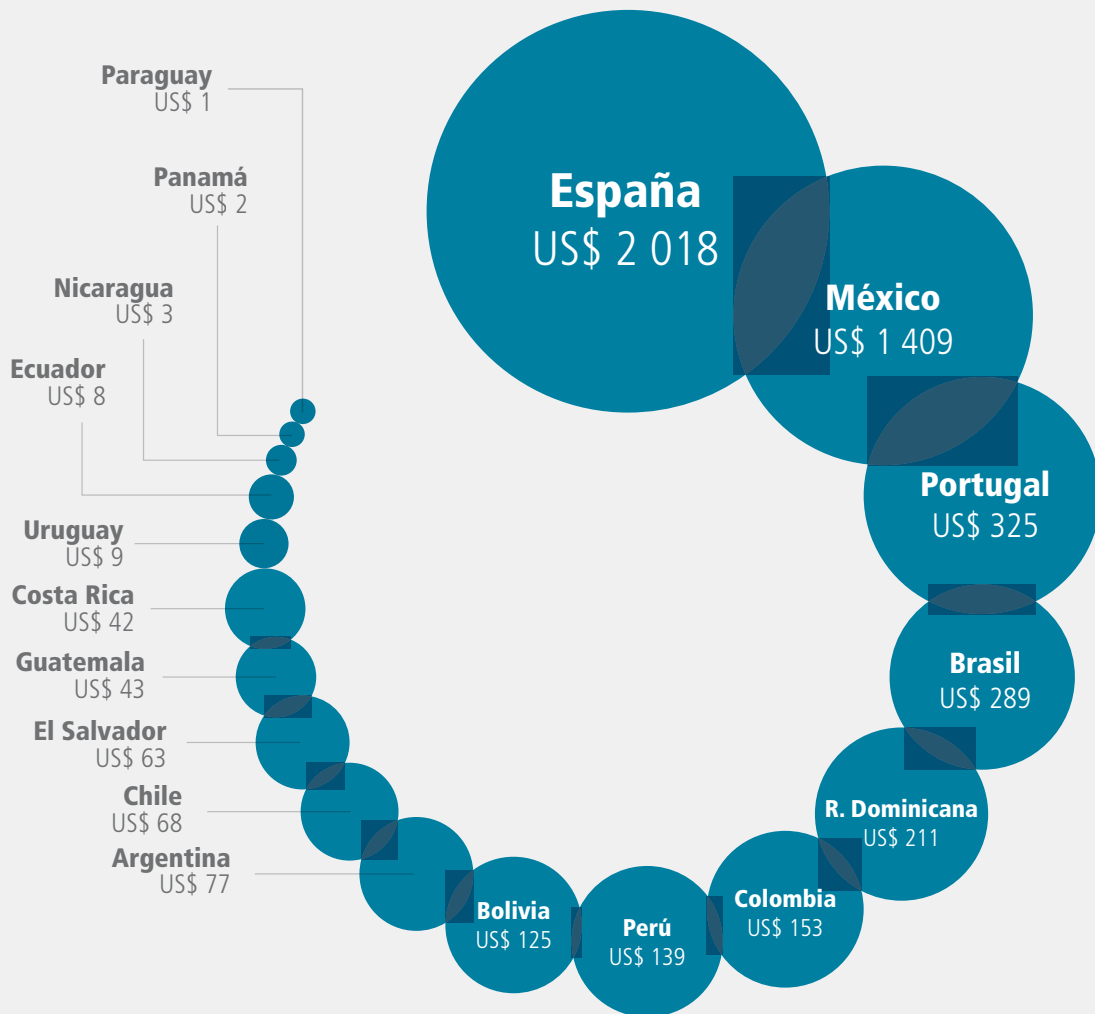 España
US$ 2 018
México
US$ 1 409
Portugal
US$ 325
Brasil
US$ 289
R. Dominicana
US$ 211
Colombia
US$ 153
Perú
US$ 139
Bolivia
US$ 125
Argentina
US$ 77
Chile
US$ 68
El Salvador
US$ 63
Guatemala
US$ 43
Costa Rica
US$ 42
Uruguay
US$ 9
Ecuador
US$ 8
Nicaragua
US$ 3
Panamá
US$ 2
Paraguay
US$ 1